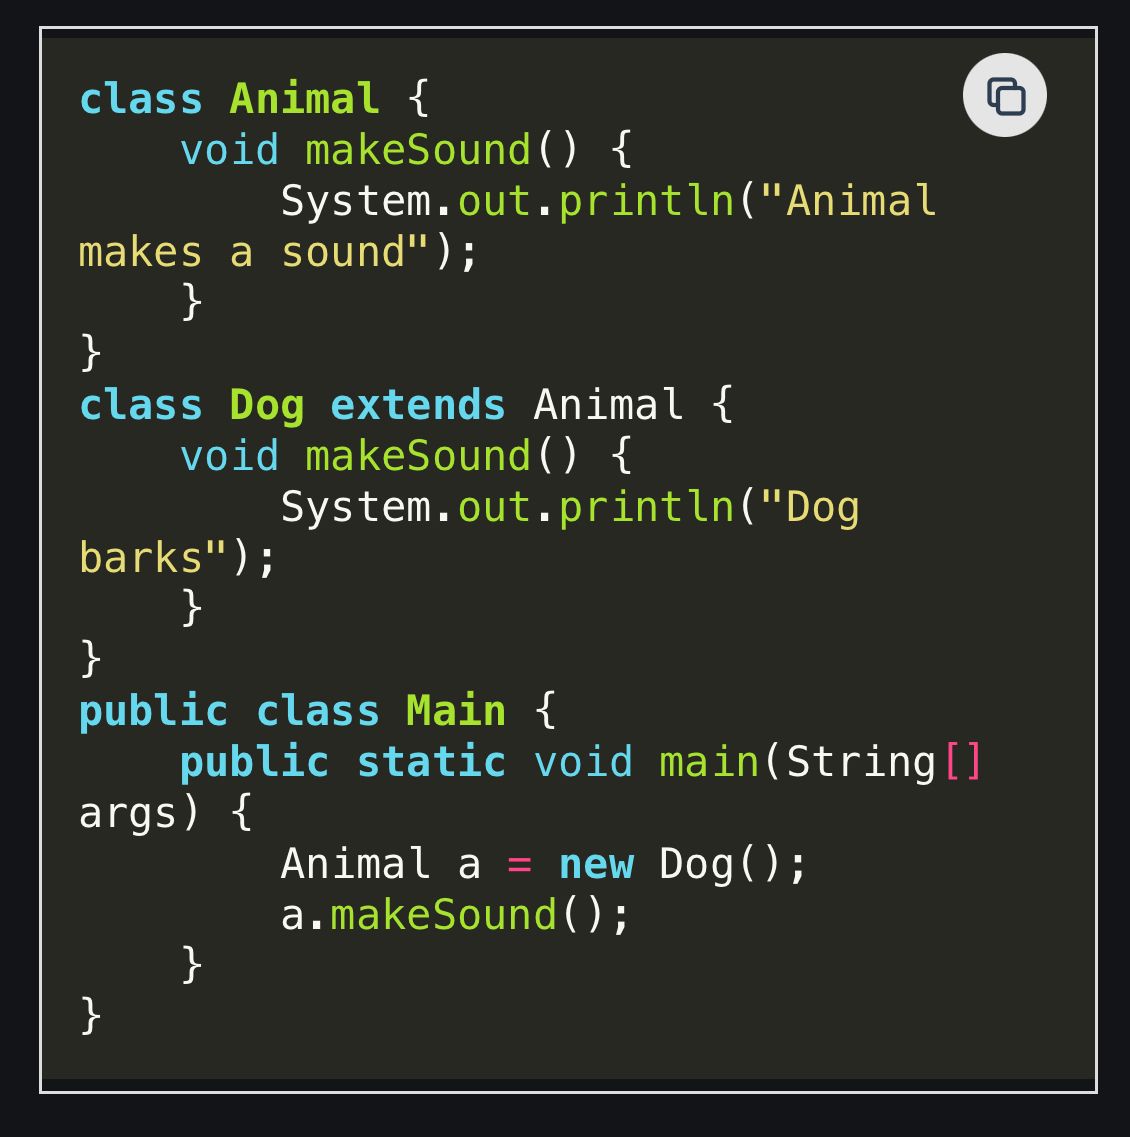 class Animal {
    void makeSound() {
        System.out.println("Animal
makes a sound");
    }
}
class Dog extends Animal {
    void makeSound() {
        System.out.println("Dog
barks");
    }
}
public class Main {
    public static void main(String[]
args) {
        Animal a = new Dog();
        a.makeSound();
    }
}